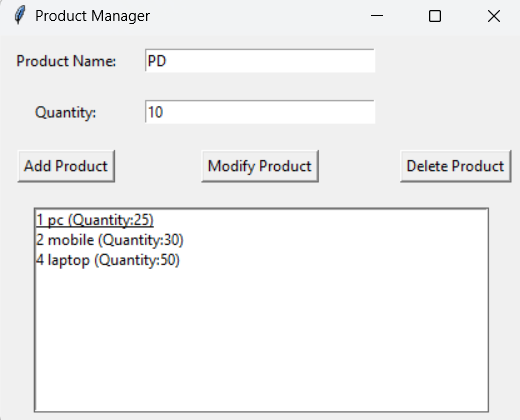 Product Manager
Product Name: PD
Quantity: 10
Add Product Modify Product Delete Product
1 pc (Quantity:25)
2 mobile (Quantity:30)
4 laptop (Quantity:50)